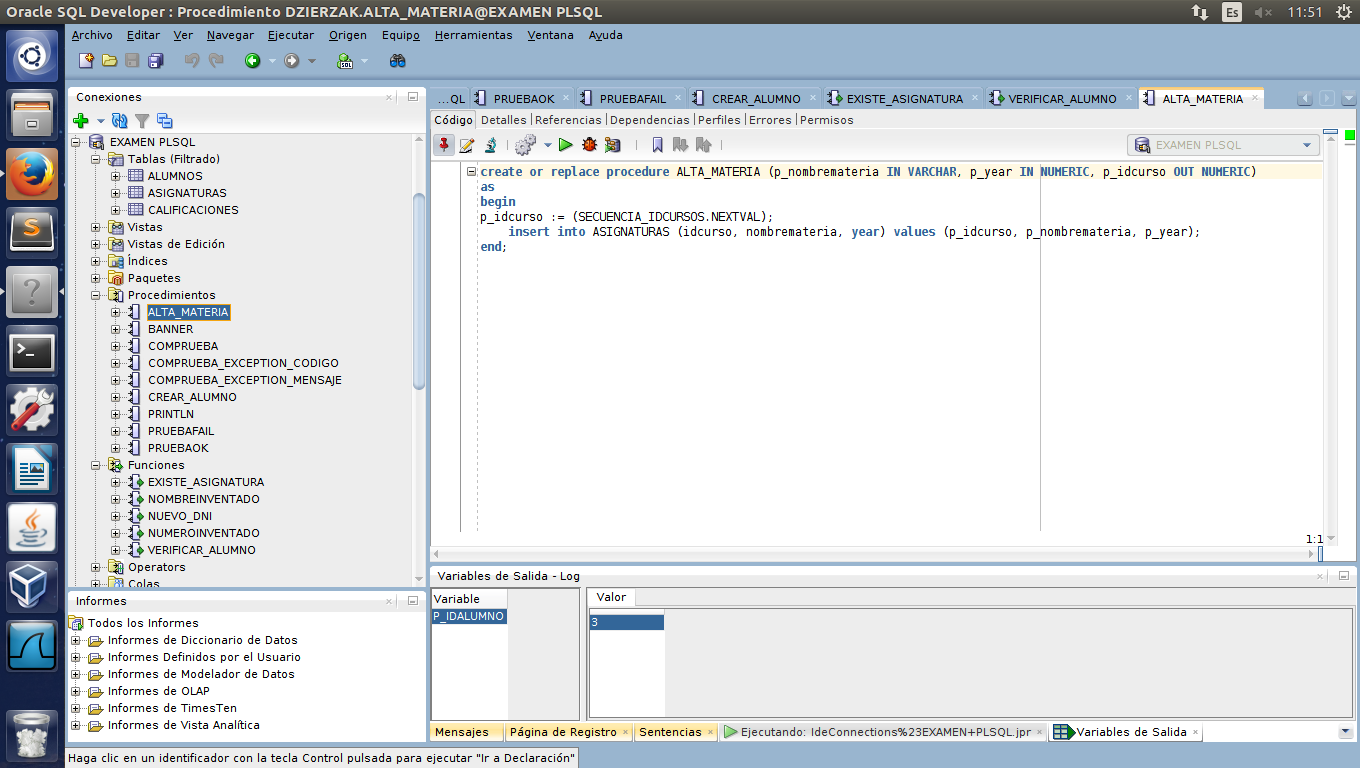 Oracle SQL Developer : Procedimiento DZIERZAK.ALTA_MATERIA@EXAMEN PLSQL
Es
11:51
Archivo Editar Ver Navegar Ejecutar Origen Equipo Herramientas Ventana Ayuda
Conexiones
EXAMEN PLSQL
Tablas (Filtrado)
ALUMNOS
ASIGNATURAS
CALIFICACIONES
Vistas
Vistas de Edición
Índices
Paquetes
Procedimientos
ALTA_MATERIA
BANNER
COMPRUEBA
COMPRUEBA_EXCEPTION_CODIGO
COMPRUEBA_EXCEPTION_MENSAJE
CREAR_ALUMNO
PRINTLN
PRUEBAFAIL
PRUEBAOK
Funciones
EXISTE_ASIGNATURA
NOMBREINVENTADO
NUEVO_DNI
NUMEROINVENTADO
VERIFICAR_ALUMNO
Operators
Colas
Informes
Todos los Informes
Informes de Diccionario de Datos
Informes Definidos por el Usuario
Informes de Modelador de Datos
Informes de OLAP
Informes de TimesTen
Informes de Vista Analítica
...QL PRUEBAOK PRUEBAFAIL CREAR_ALUMNO EXISTE_ASIGNATURA VERIFICAR_ALUMNO ALTA_MATERIA
Código Detalles Referencias Dependencias Perfiles Errores Permisos
EXAMEN PLSQL
create or replace procedure ALTA_MATERIA (p_nombremateria IN VARCHAR, p_year IN NUMERIC, p_idcurso OUT NUMERIC)
as
begin
p_idcurso := (SECUENCIA_IDCURSOS.NEXTVAL);
insert into ASIGNATURAS (idcurso, nombremateria, year) values (p_idcurso, p_nombremateria, p_year);
end;
1:1
Variables de Salida - Log
Variable
P_IDALUMNO
Valor
3
Mensajes Página de Registro Sentencias Ejecutando: IdeConnections%23EXAMEN+PLSQL.jpr Variables de Salida
Haga clic en un identificador con la tecla Control pulsada para ejecutar "Ir a Declaración"